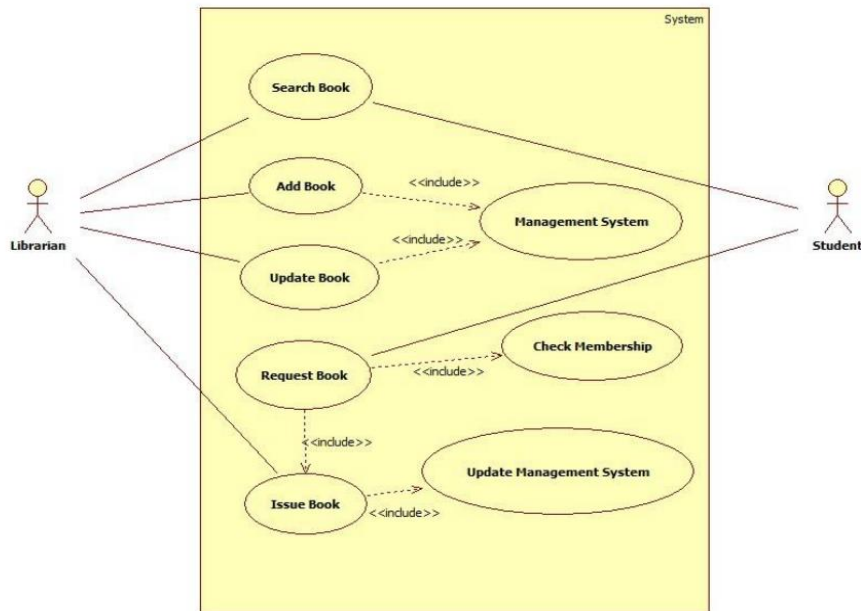 System
Search Book
Add Book
<<include>>
Management System
<<include>>
Librarian
Student
Update Book
Check Membership
Request Book
<<include>>
<<include>>
Update Management System
Issue Book
<<include>>